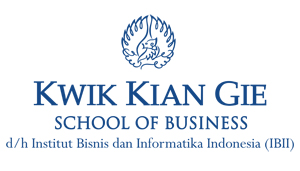 KWIK KIAN GIE
SCHOOL OF BUSINESS
d/h Institut Bisnis dan Informatika Indonesia (IBII)